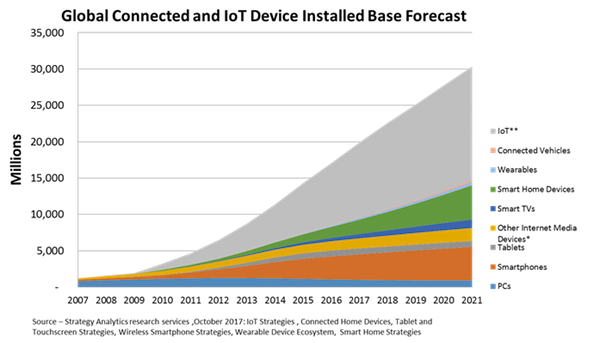 Global Connected and IoT Device Installed Base Forecast
35,000
30,000
25,000
20,000
15,000
10,000
5,000
-
Millions
2007 2008 2009 2010 2011 2012 2013 2014 2015 2016 2017 2018 2019 2020 2021
IoT**
Connected Vehicles
Wearables
Smart Home Devices
Smart TVs
Other Internet Media
Devices*
Tablets
Smartphones
PCs
Source – Strategy Analytics research services ,October 2017: IoT Strategies , Connected Home Devices, Tablet and
Touchscreen Strategies, Wireless Smartphone Strategies, Wearable Device Ecosystem, Smart Home Strategies